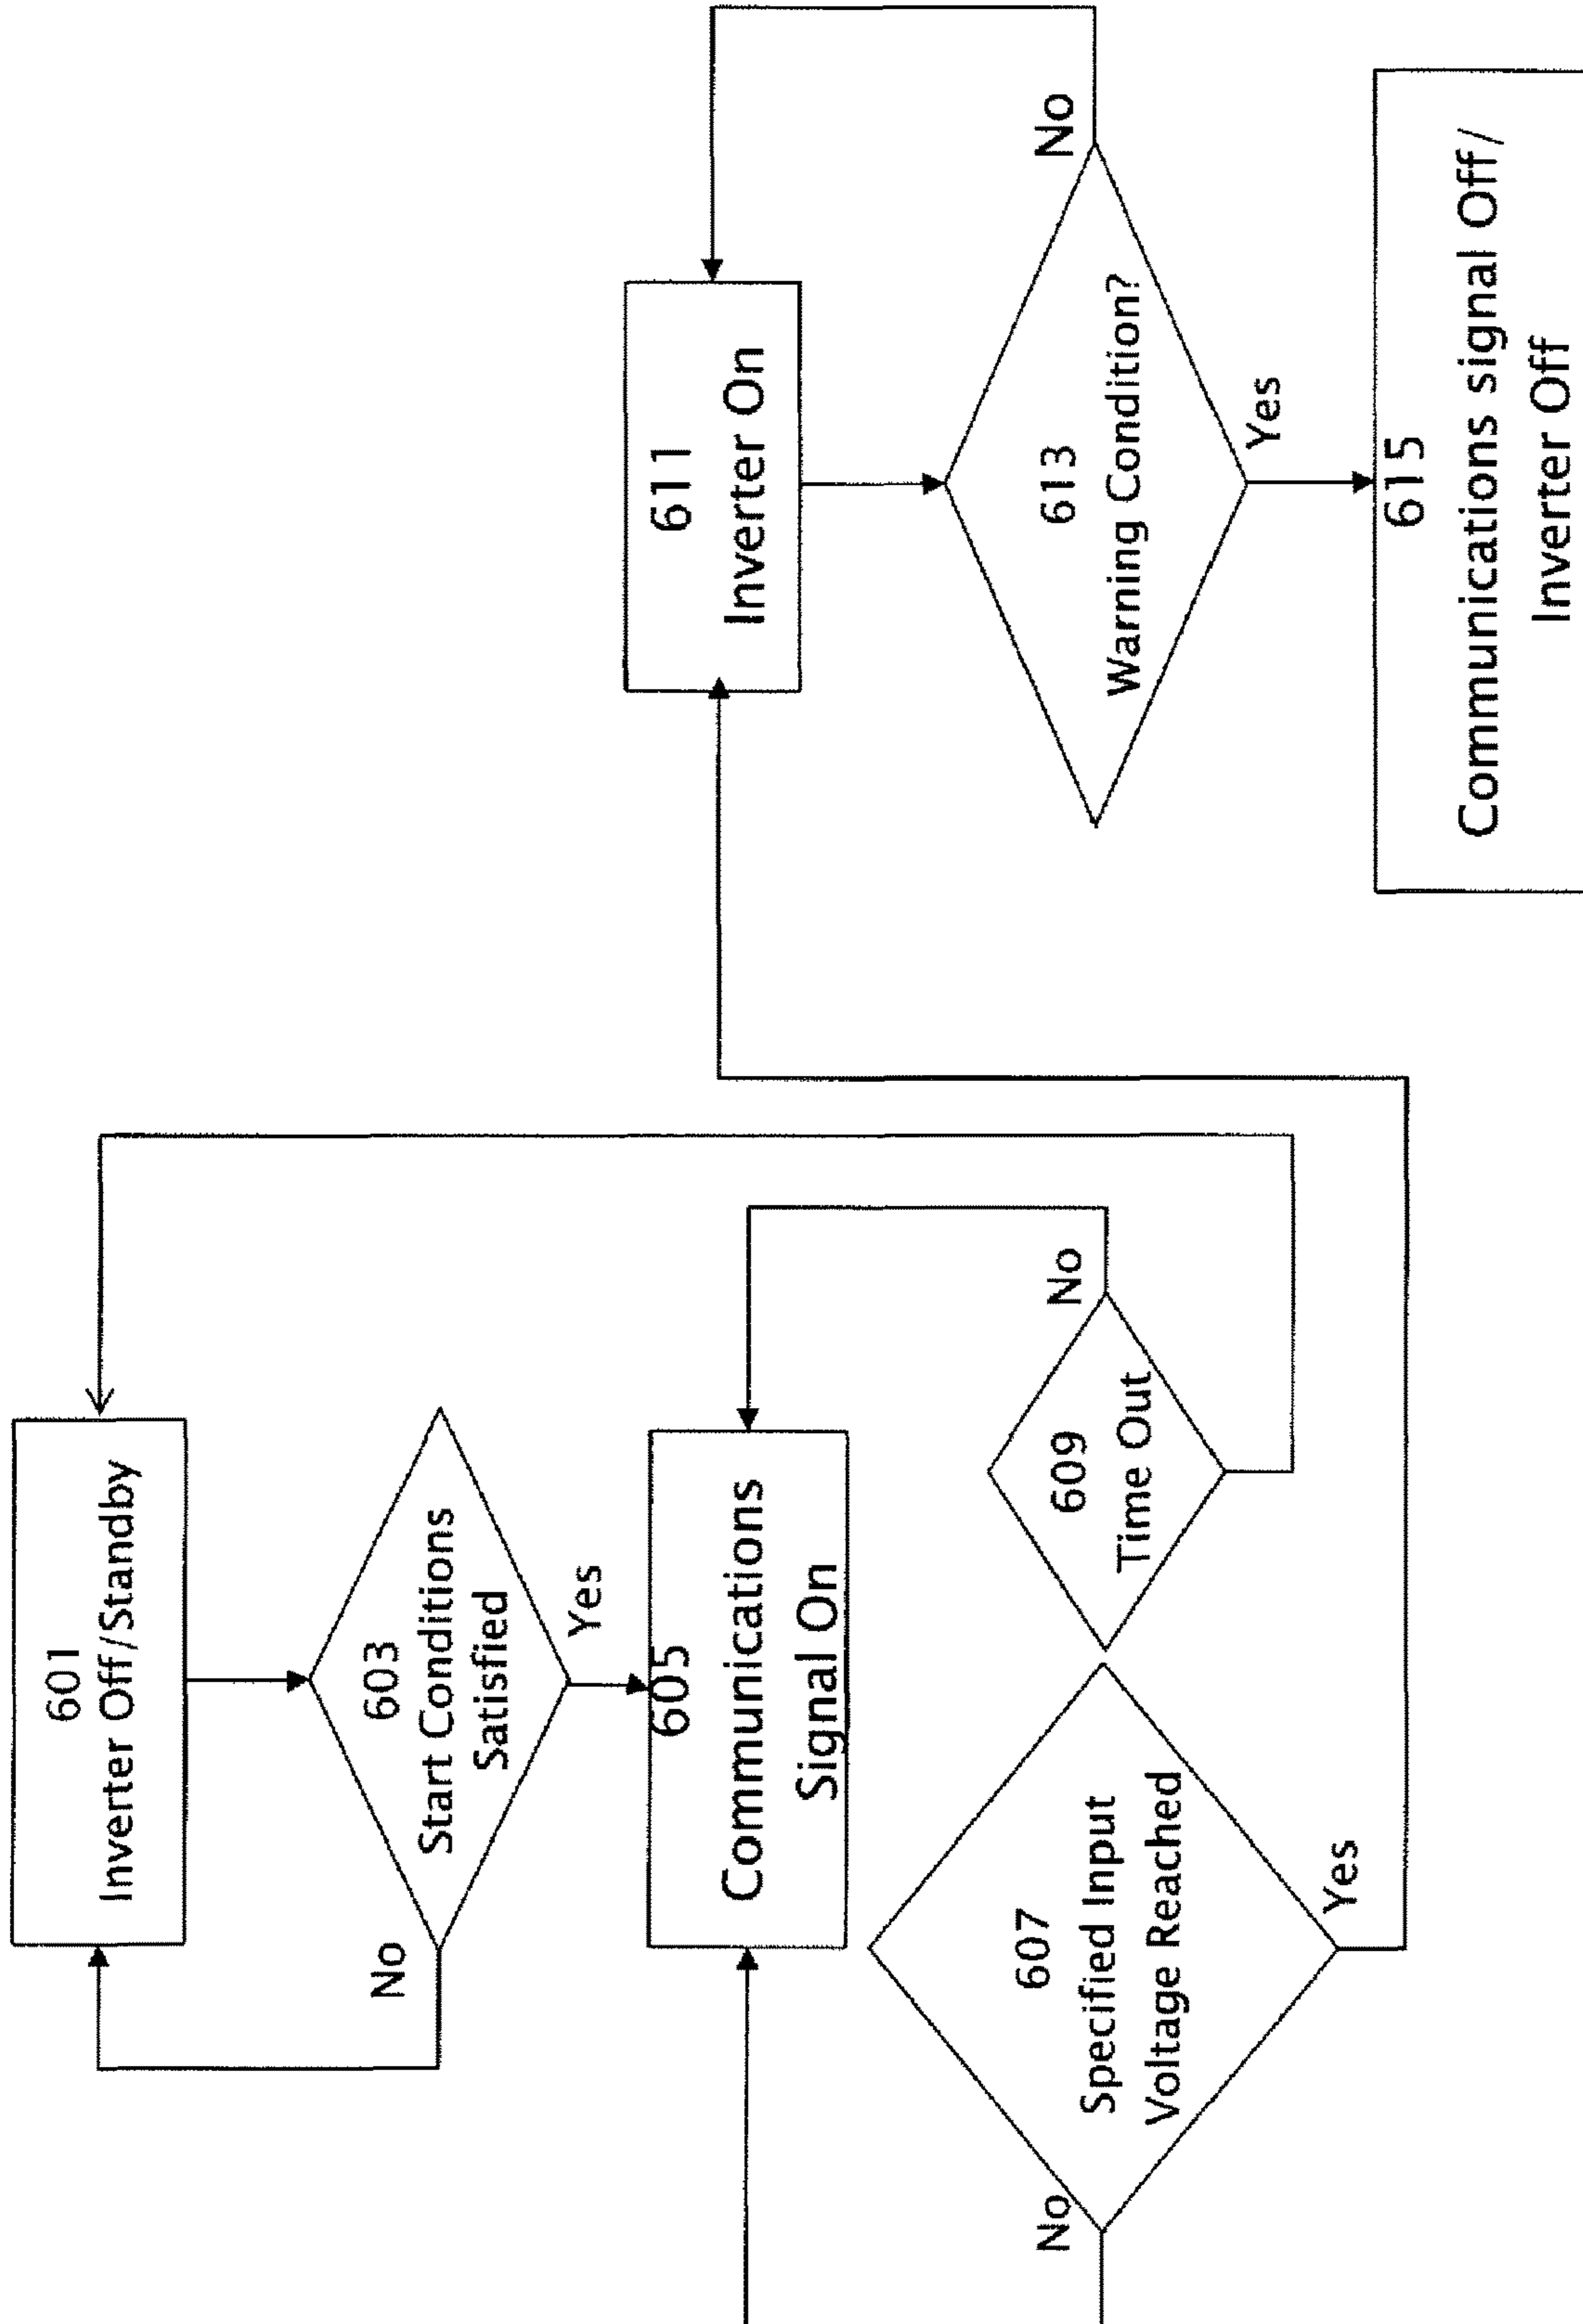 601
Inverter Off/Standby
603
Start Conditions
Satisfied
No
Yes
605
Communications
Signal On
607
Specified Input
Voltage Reached
No
Yes
609
Time Out
No
611
Inverter On
613
Warning Condition?
No
Yes
615
Communications signal Off/
Inverter Off